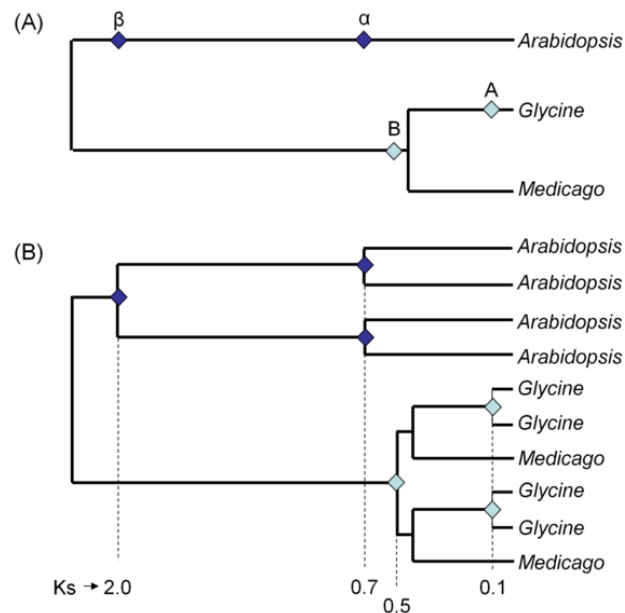 (A)
β α
Arabidopsis
A
Glycine
B
Medicago
(B)
Arabidopsis
Arabidopsis
Arabidopsis
Arabidopsis
Glycine
Glycine
Medicago
Glycine
Glycine
Medicago
Ks → 2.0 0.7 0.1
0.5